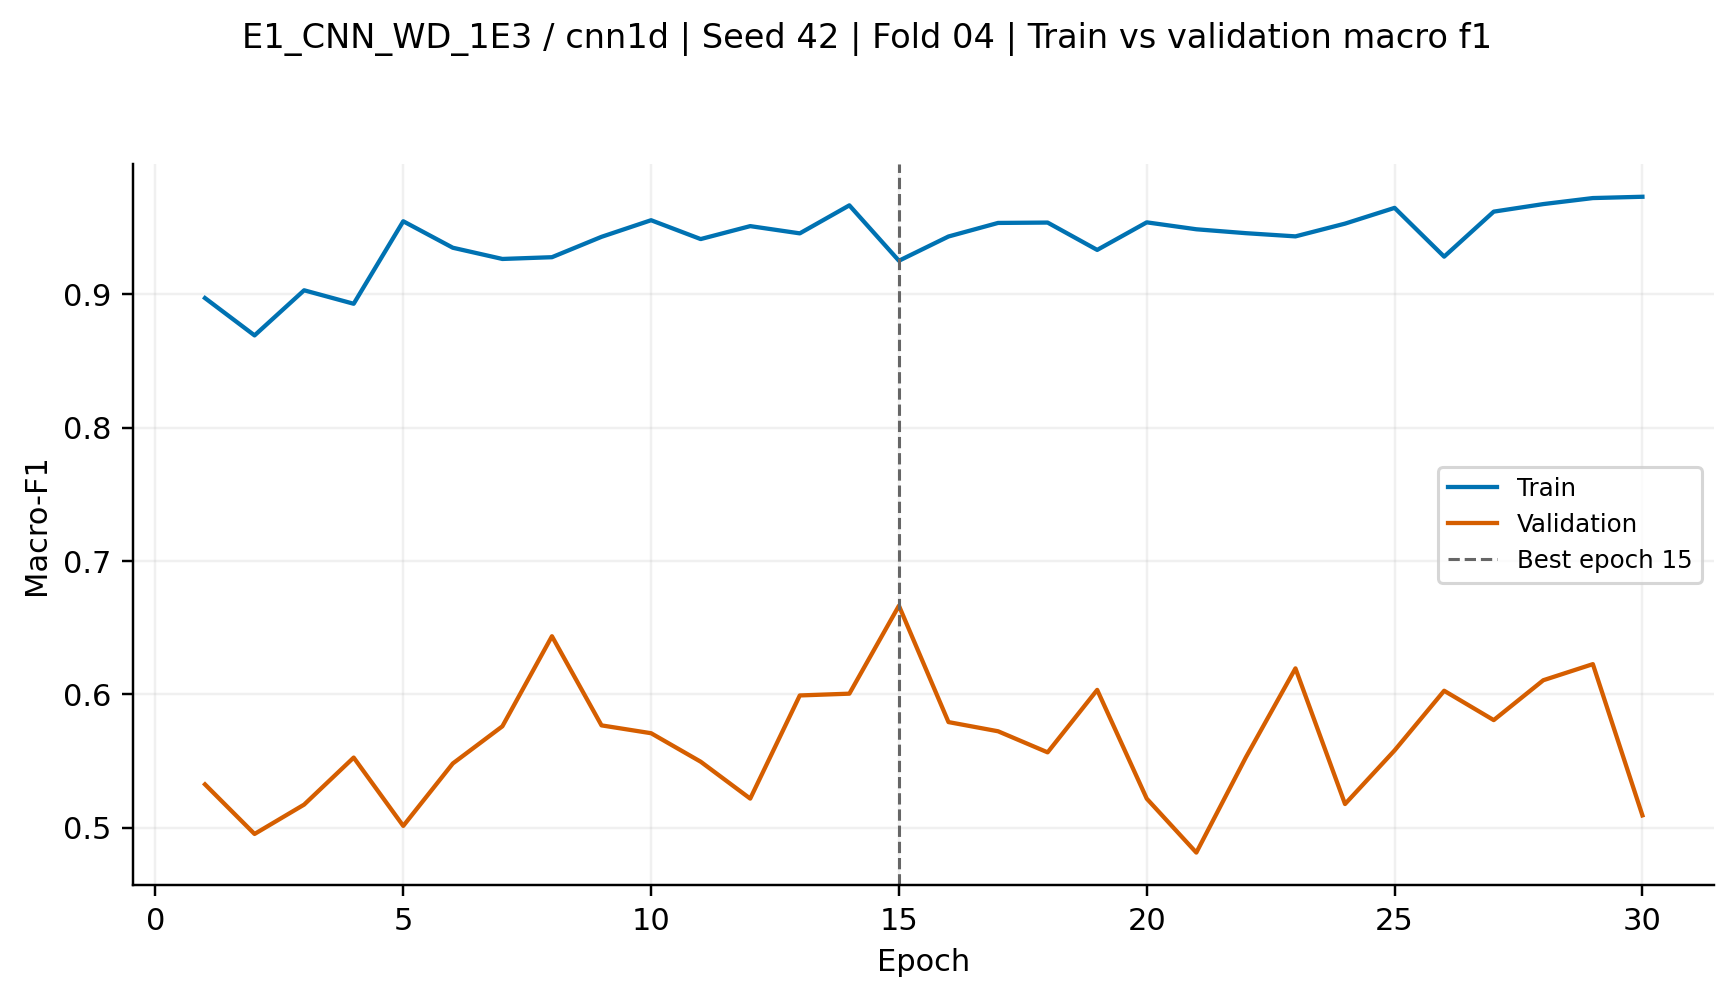 E1_CNN_WD_1E3 / cnn1d | Seed 42 | Fold 04 | Train vs validation macro f1
Macro-F1
0.9
0.8
0.7
0.6
0.5
Train
Validation
Best epoch 15
0 5 10 15 20 25 30
Epoch